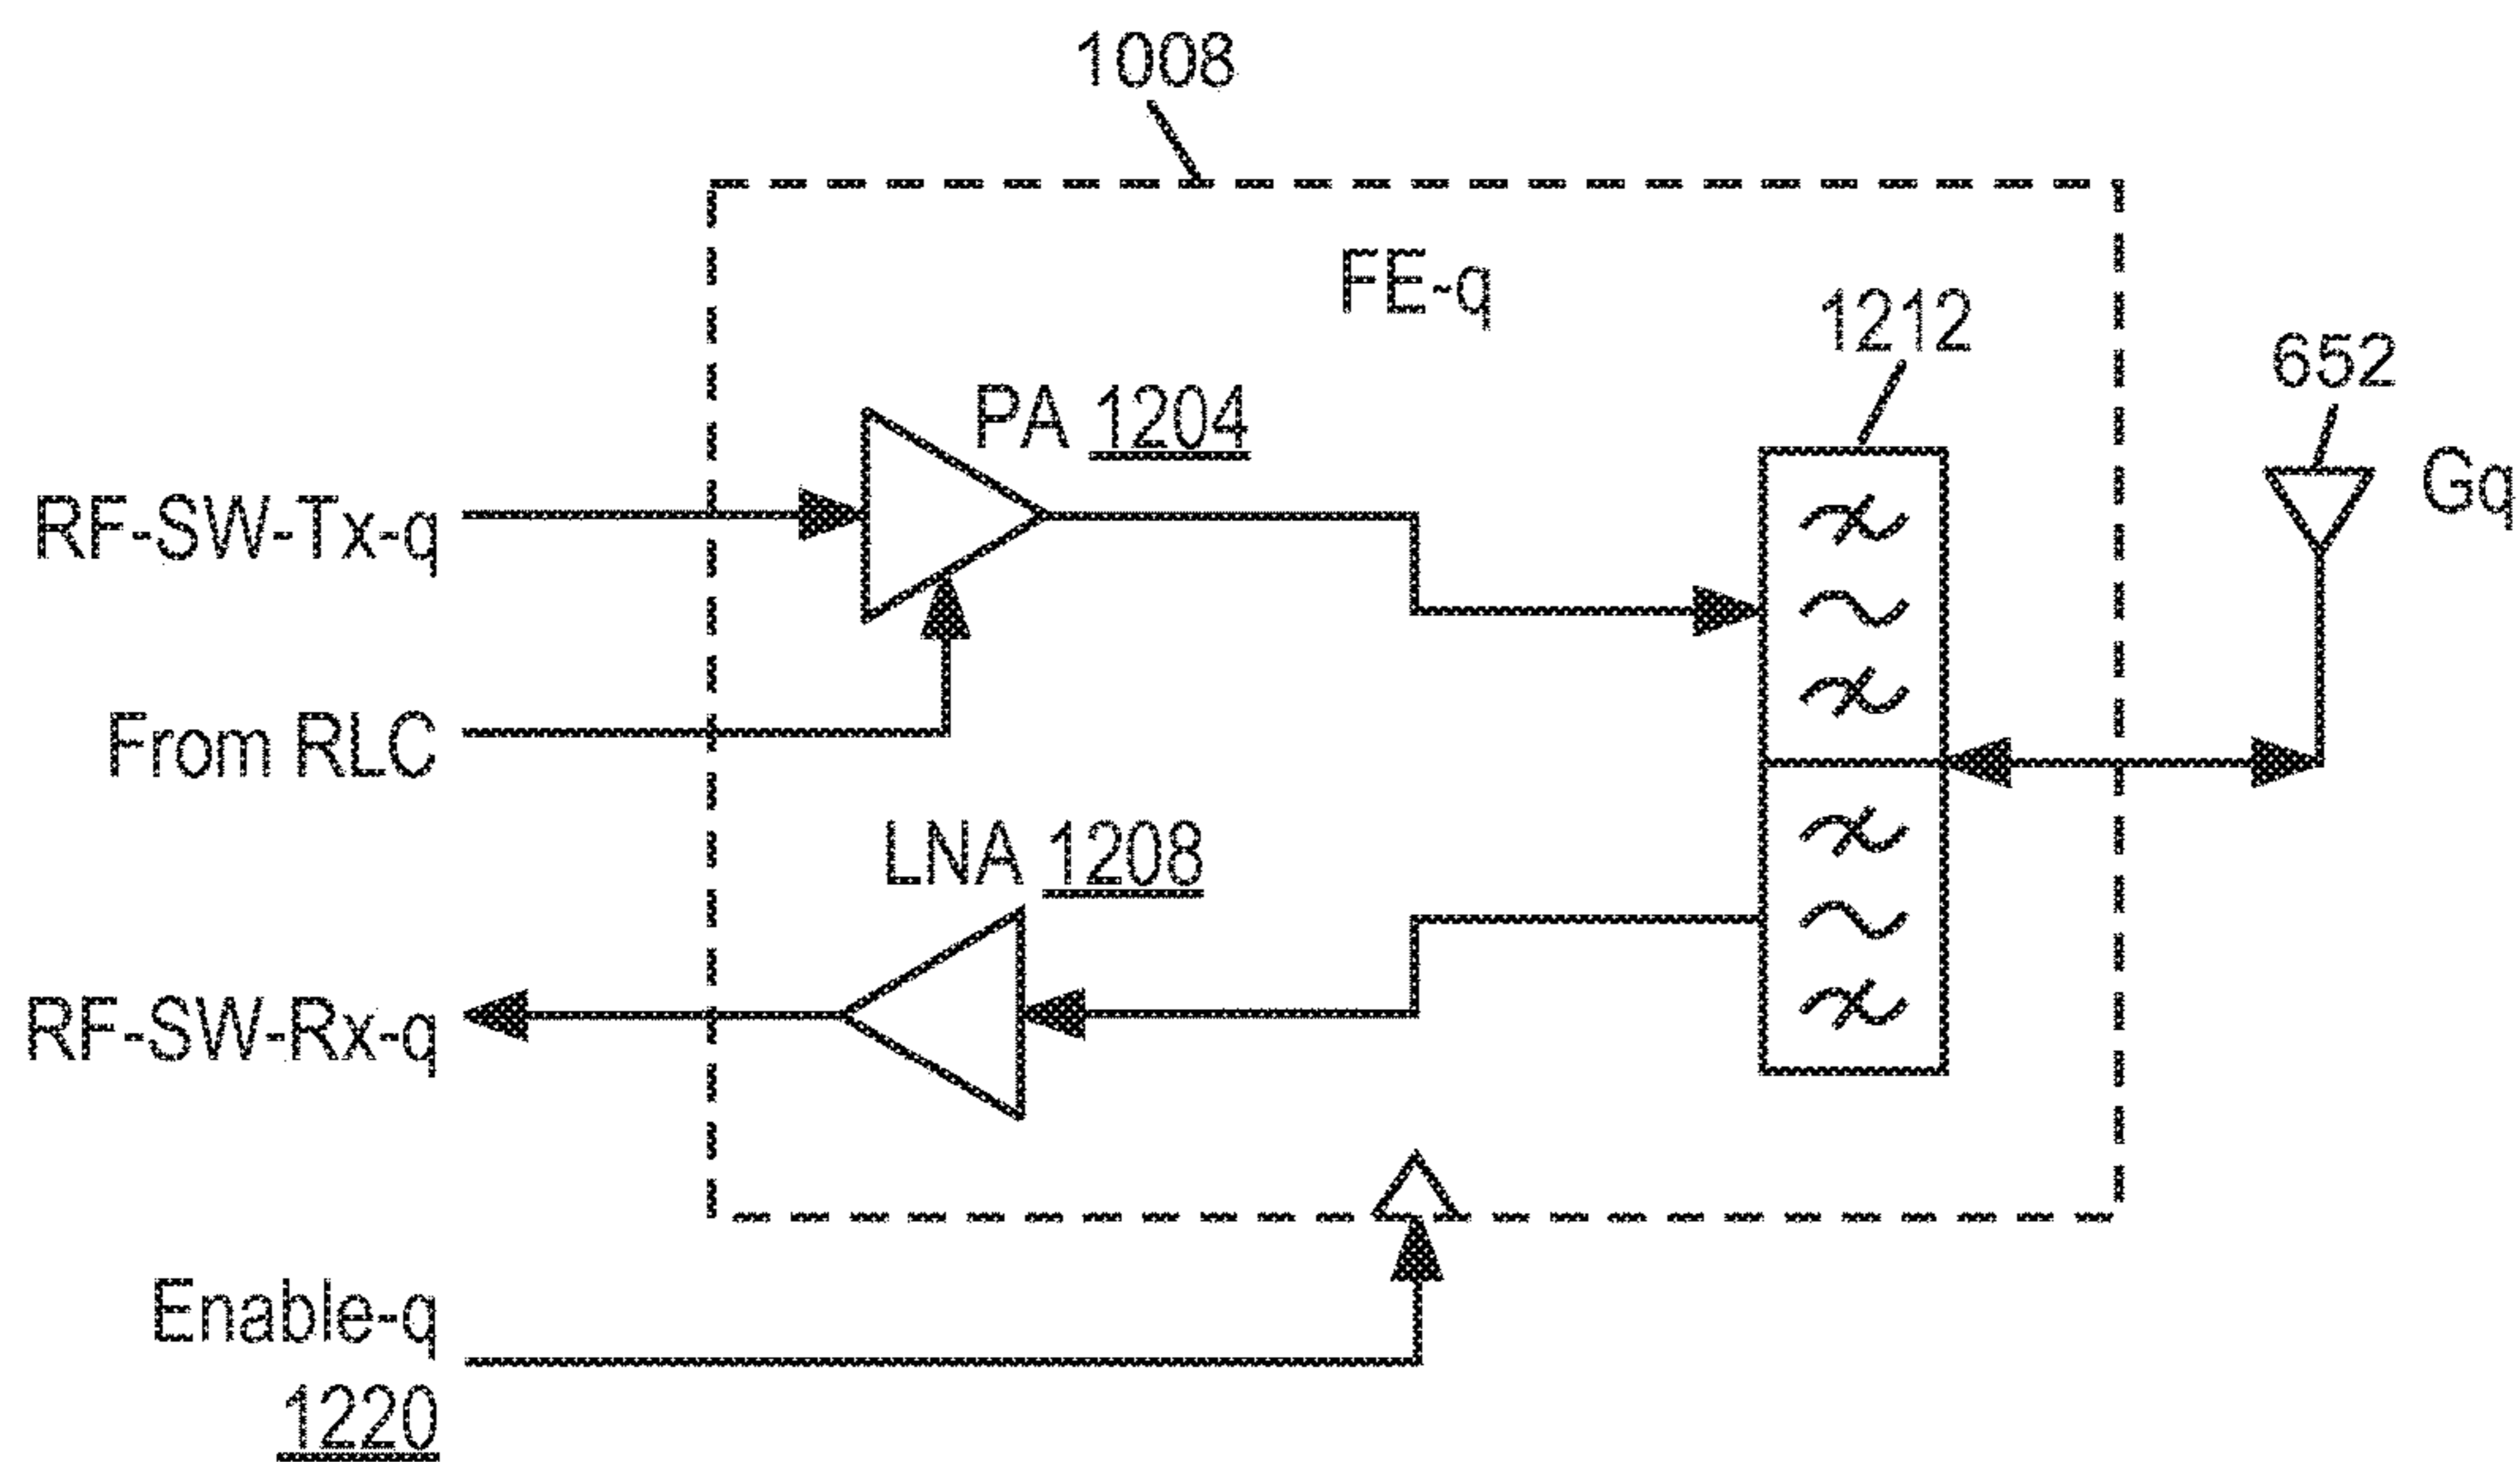 1008
FE-q
1212
652
PA 1204
Gq
RF-SW-Tx-q
From RLC
LNA 1208
RF-SW-Rx-q
Enable-q
1220